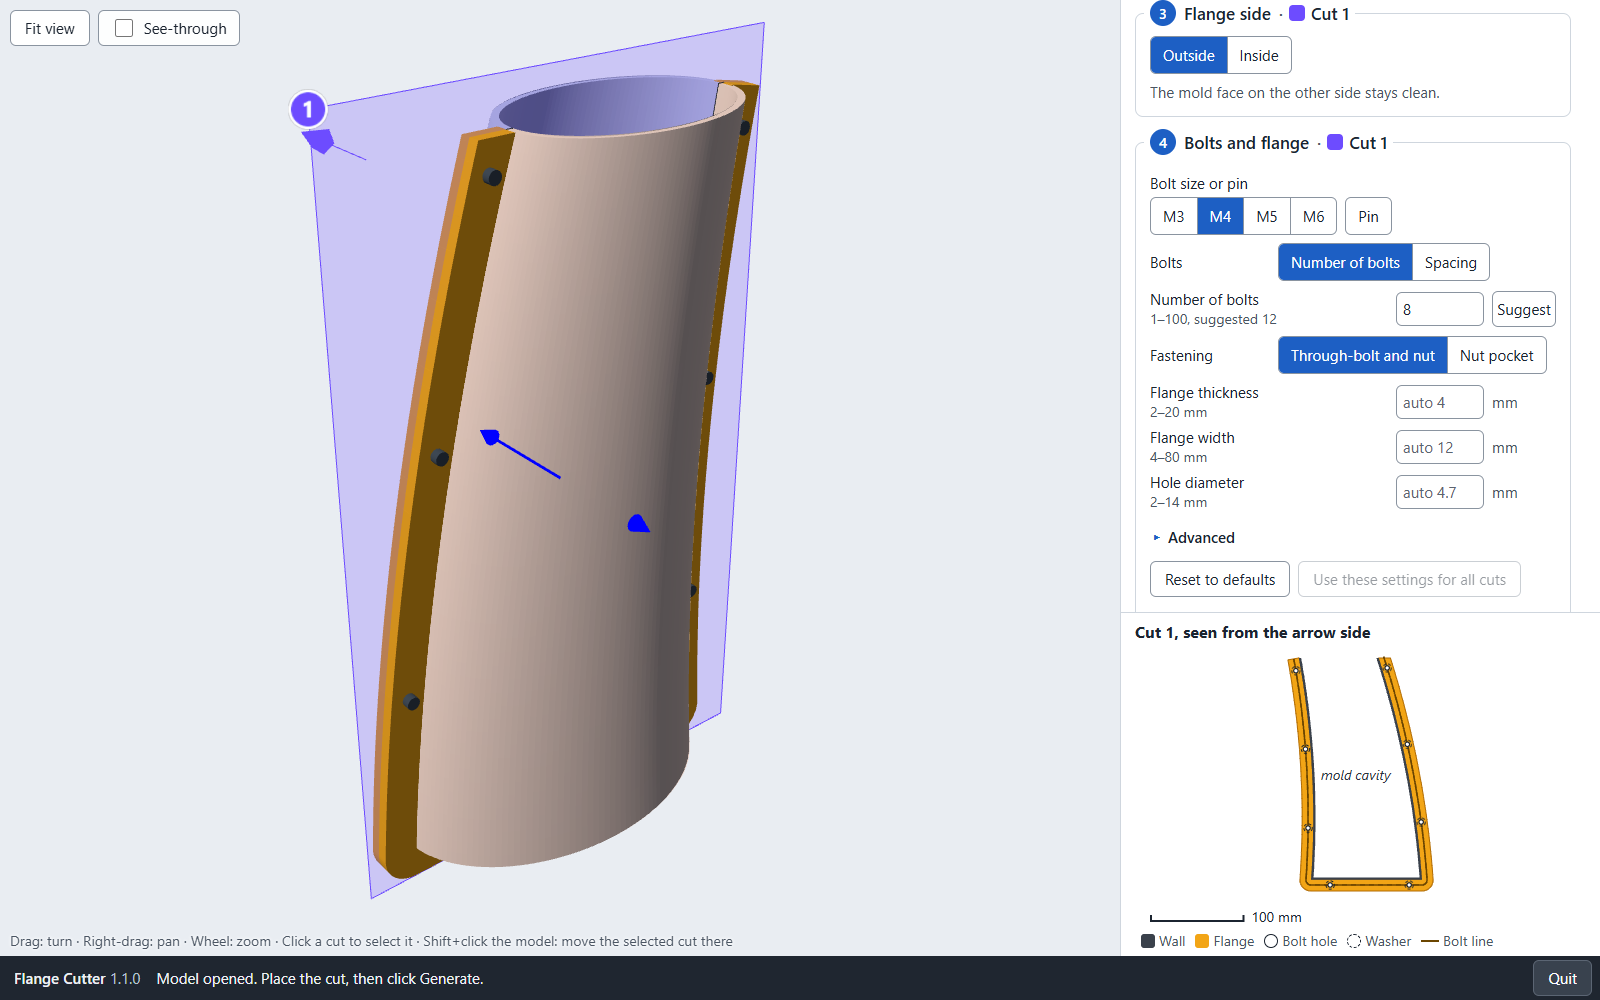 Fit view
See-through
1
3 Flange side · Cut 1
Outside Inside
The mold face on the other side stays clean.
4 Bolts and flange · Cut 1
Bolt size or pin
M3 M4 M5 M6 Pin
Bolts Number of bolts Spacing
Number of bolts
1–100, suggested 12
8 Suggest
Fastening Through-bolt and nut Nut pocket
Flange thickness
2–20 mm
auto 4 mm
Flange width
4–80 mm
auto 12 mm
Hole diameter
2–14 mm
auto 4.7 mm
Advanced
Reset to defaults Use these settings for all cuts
Cut 1, seen from the arrow side
mold cavity
100 mm
Wall Flange Bolt hole Washer Bolt line
Drag: turn · Right-drag: pan · Wheel: zoom · Click a cut to select it · Shift+click the model: move the selected cut there
Flange Cutter 1.1.0 Model opened. Place the cut, then click Generate.
Quit